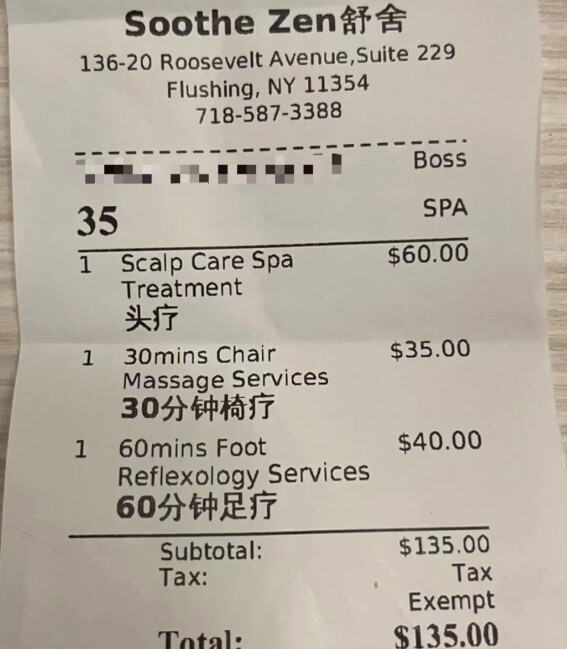 Soothe Zen舒舍
136-20 Roosevelt Avenue,Suite 229
Flushing, NY 11354
718-587-3388
Boss
35 SPA
1 Scalp Care Spa $60.00
Treatment
头疗
1 30mins Chair $35.00
Massage Services
30分钟椅疗
1 60mins Foot $40.00
Reflexology Services
60分钟足疗
Subtotal: $135.00
Tax: Tax
Exempt
Total: $135.00